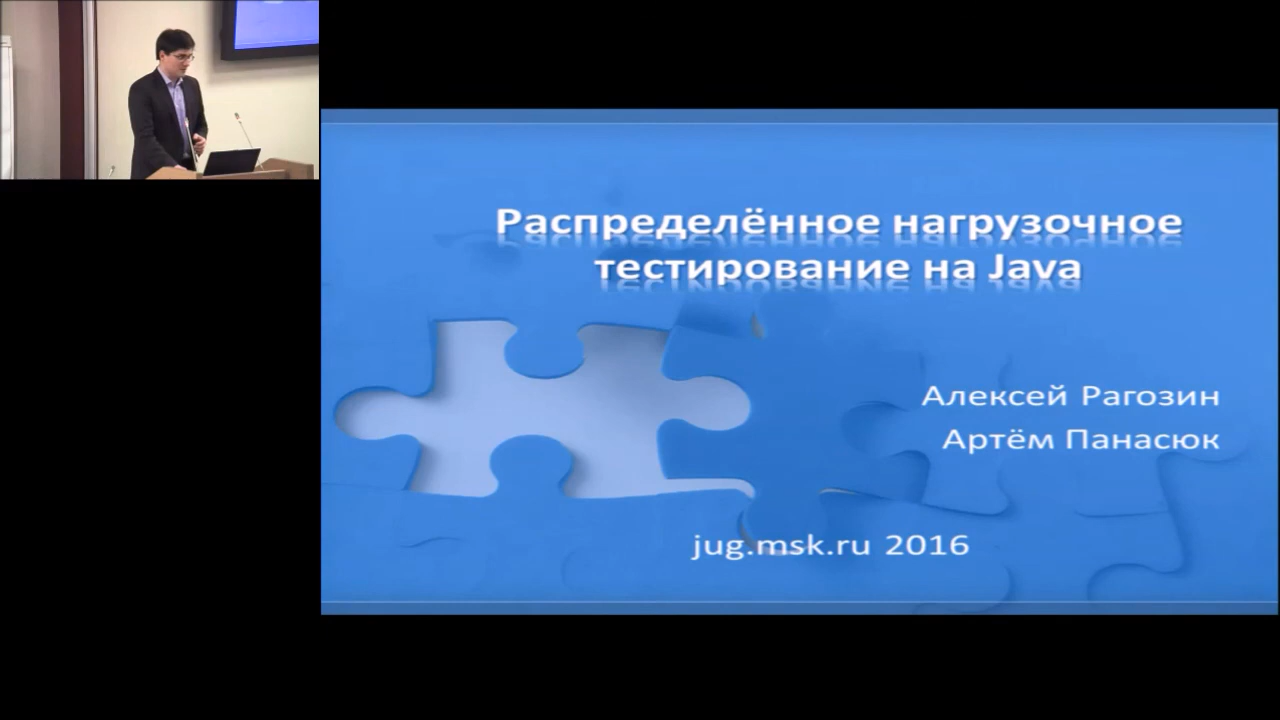 Распределённое нагрузочное
тестирование на Java
Алексей Рагозин
Артём Панасюк
jug.msk.ru 2016